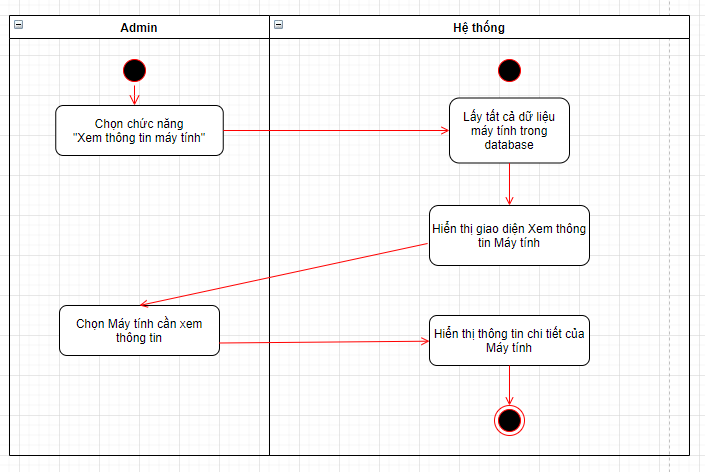 Admin
Hệ thống
Chọn chức năng
"Xem thông tin máy tính"
Lấy tất cả dữ liệu
máy tính trong
database
Hiển thị giao diện Xem thông
tin Máy tính
Chọn Máy tính cần xem
thông tin
Hiển thị thông tin chi tiết của
Máy tính